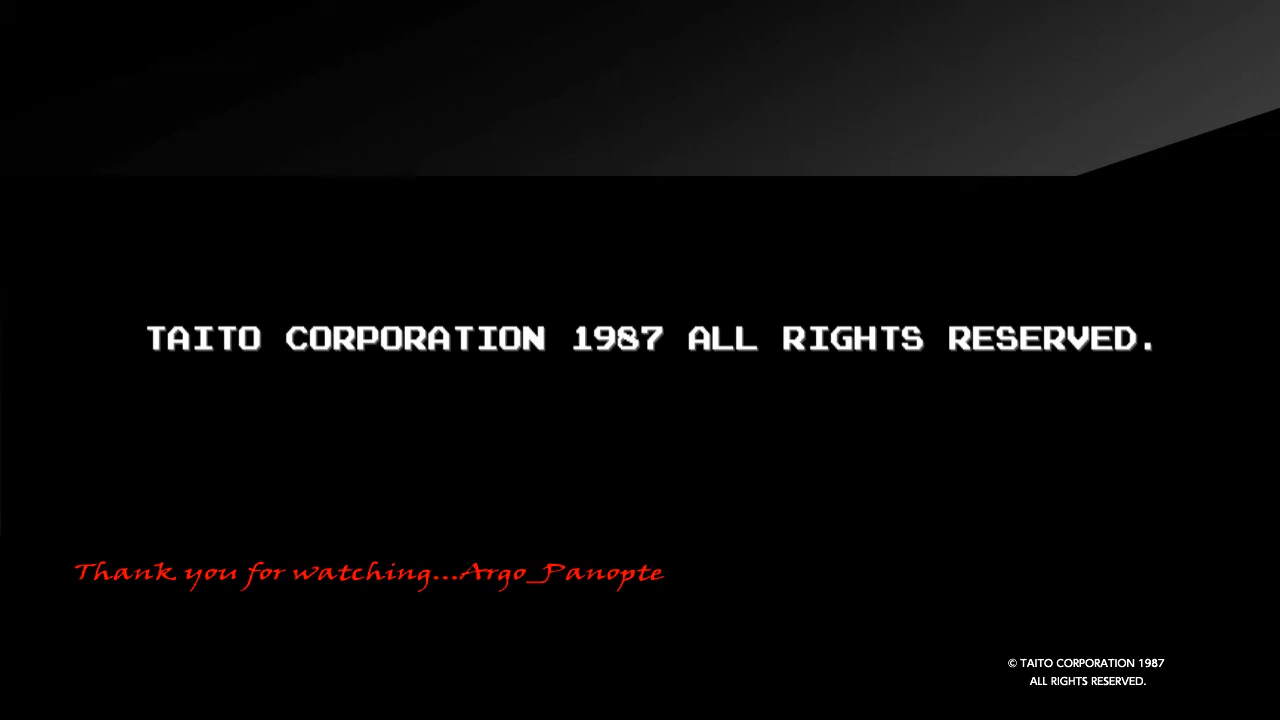 TAITO CORPORATION 1987 ALL RIGHTS RESERVED.
Thank you for watching...Argo_Panopte
© TAITO CORPORATION 1987
ALL RIGHTS RESERVED.